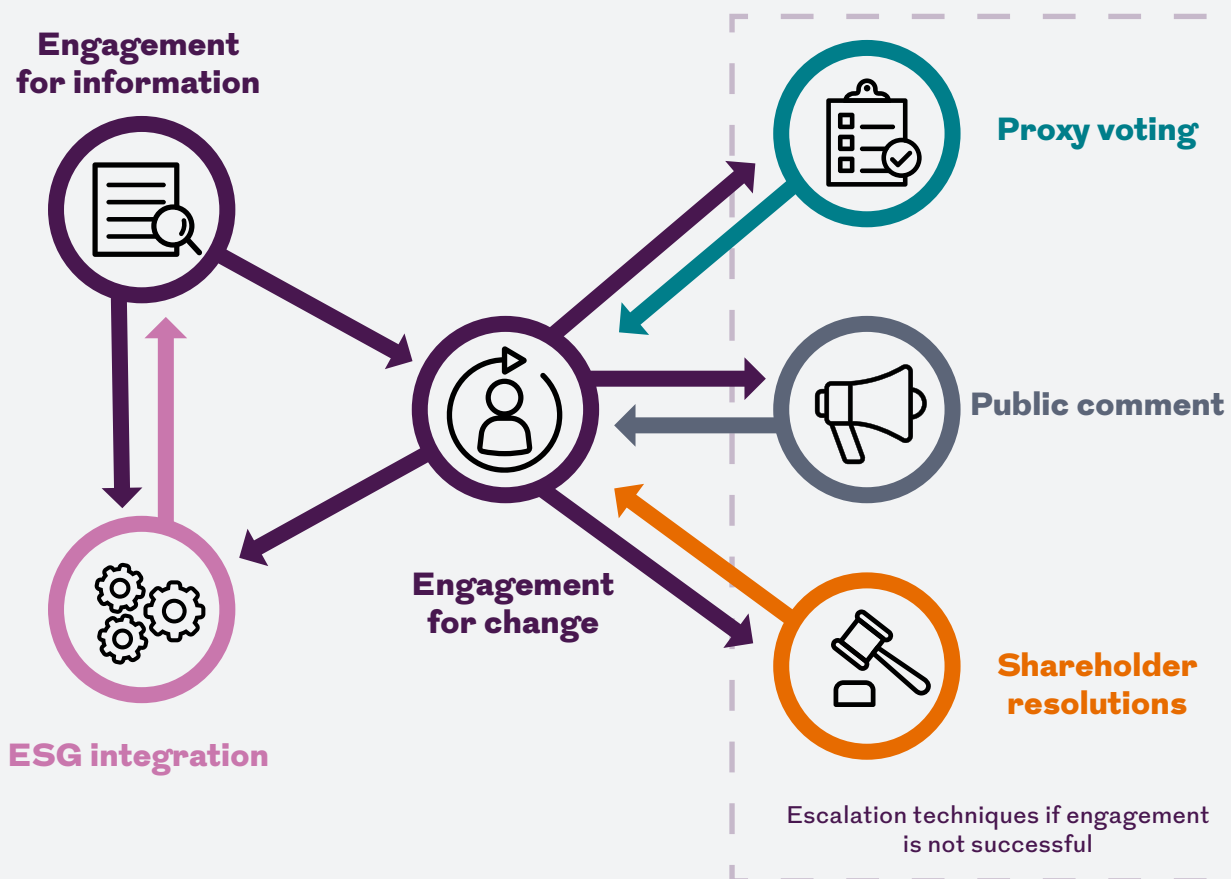 Engagement
for information
Proxy voting
Public comment
Engagement
for change
Shareholder
resolutions
ESG integration
Escalation techniques if engagement
is not successful